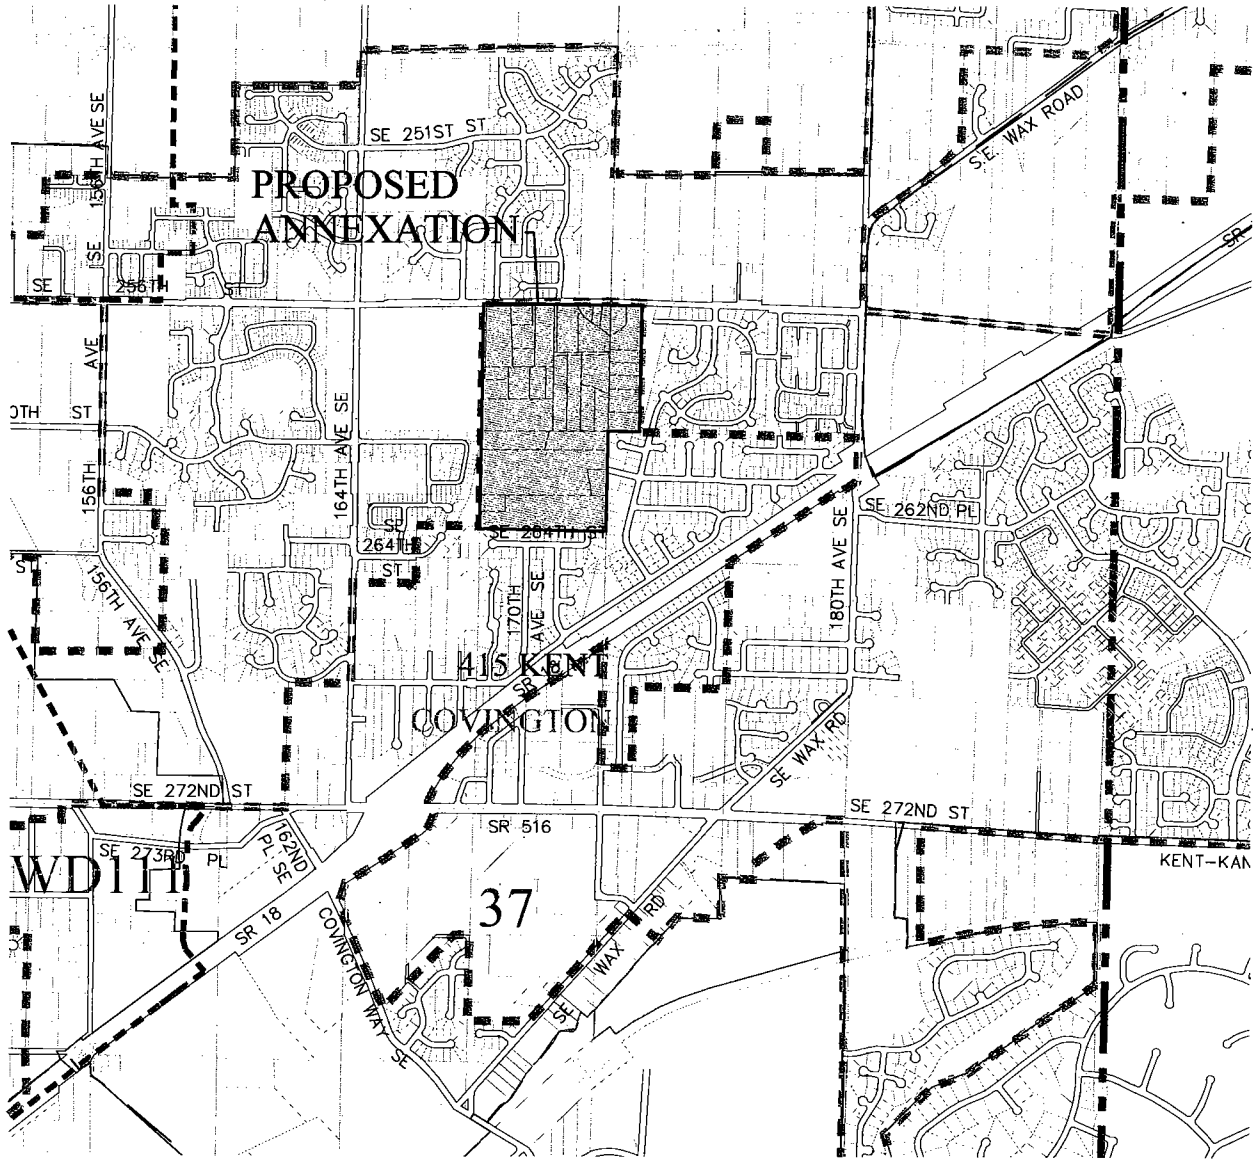 156TH AVE SE
SE 251ST ST
S.E. WAX ROAD
PROPOSED
ANNEXATION
SE
SR
SE 256TH ST
AVE
0TH ST
164TH AVE SE
156TH
SE 262ND PL
SE
264TH
ST
SE 264TH ST
ST
156TH AVE SE
170TH
AVE SE
180TH AVE SE
415 KENT
SR 18
COVINGTON
SE WAX RD
SE 272ND ST
SE 272ND ST
SR 516
162ND
PL SE
SE 273RD PL
KENT-KAN
WD111
37
SR 18
COVINGTON WAY SE
SE WAX RD